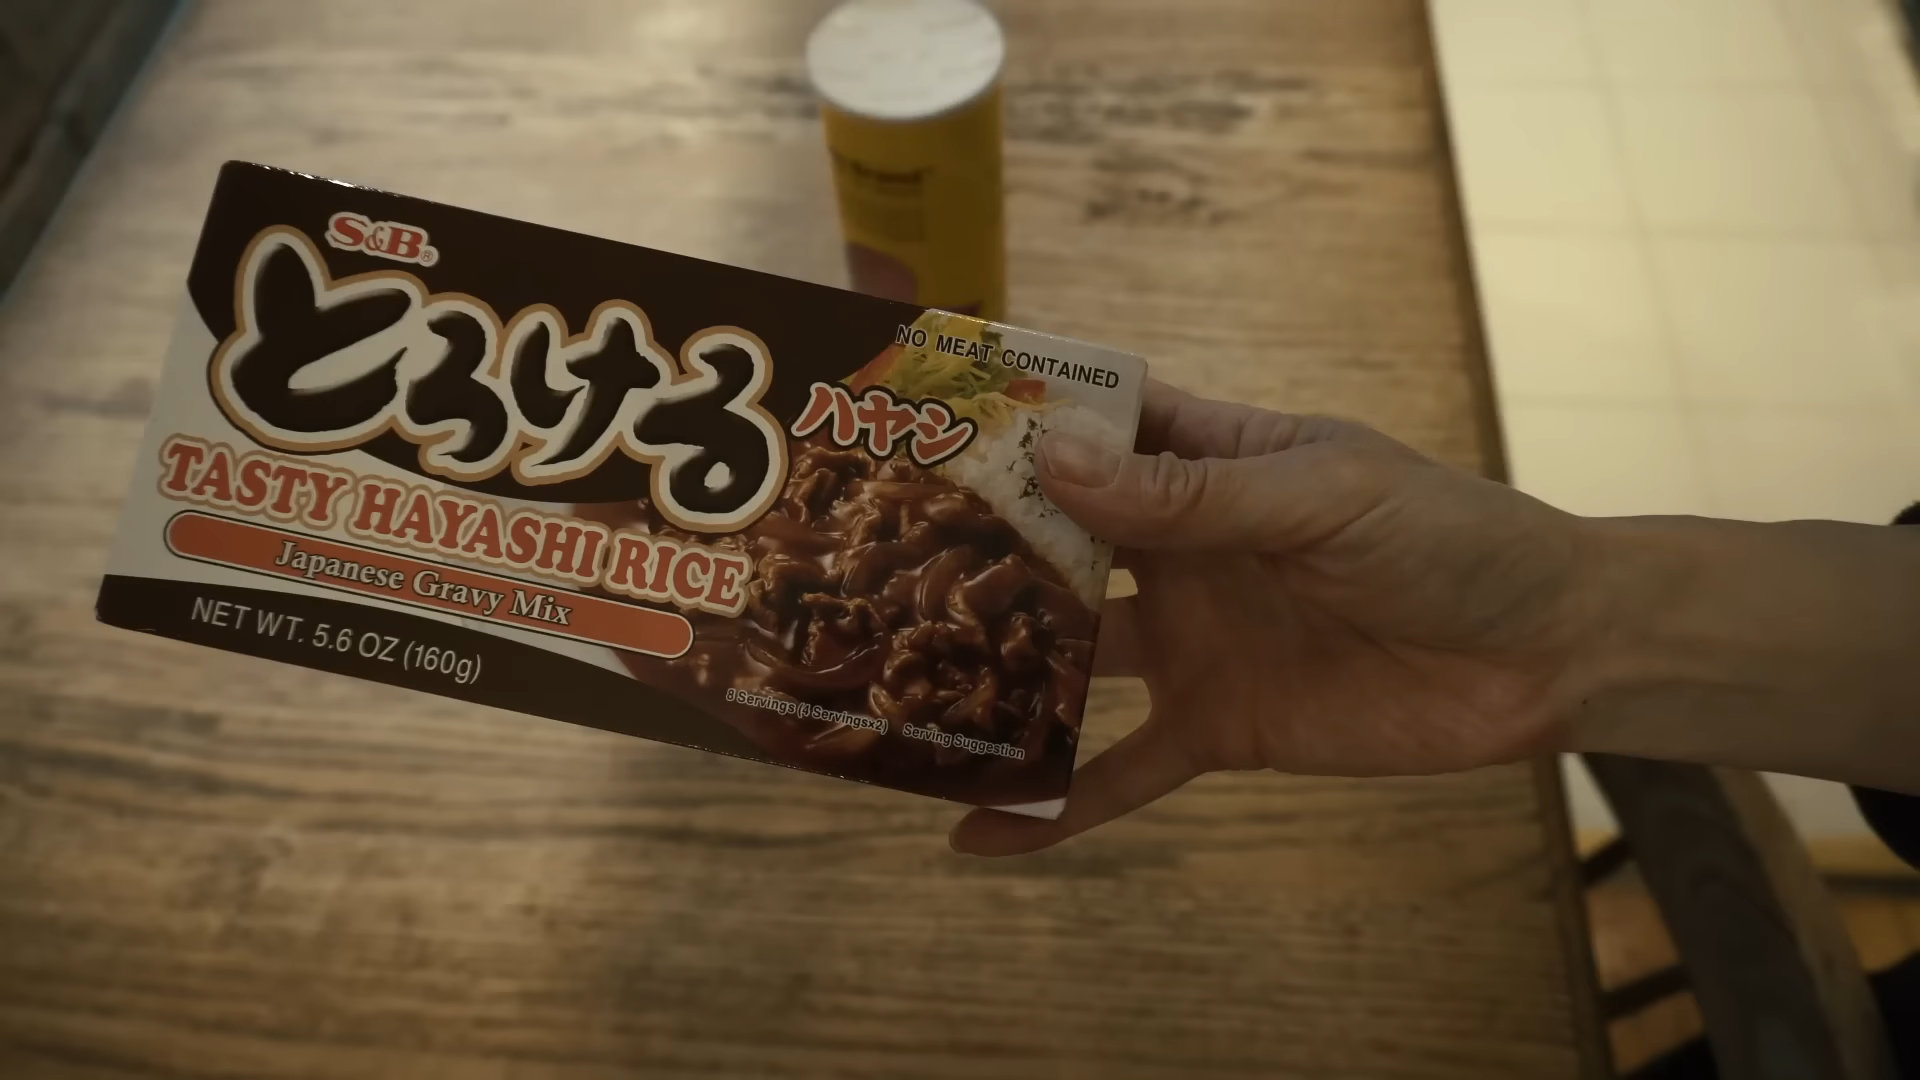 S&B®
とろける
ハヤシ
NO MEAT CONTAINED
TASTY HAYASHI RICE
Japanese Gravy Mix
NET WT. 5.6 OZ (160g)
8 Servings (4 Servings×2) Serving Suggestion